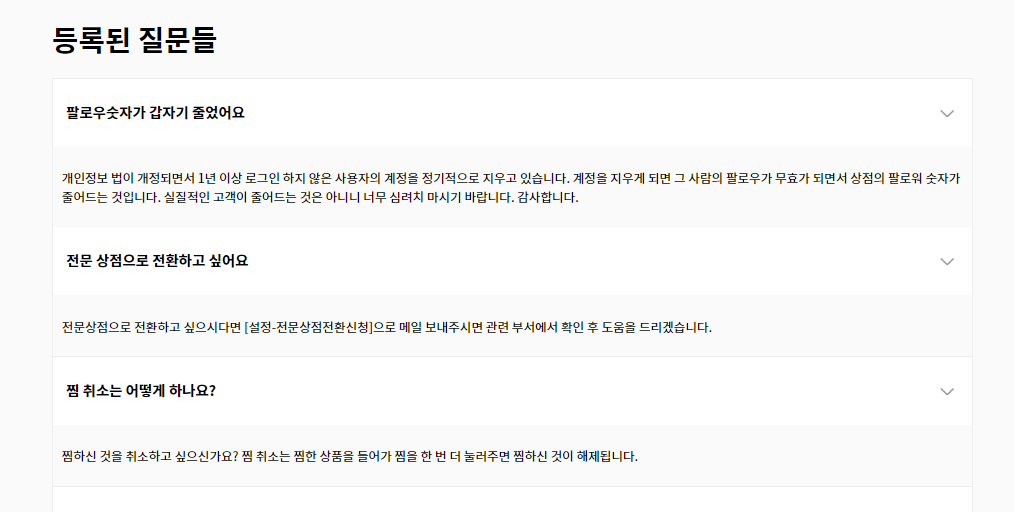 등록된 질문들
팔로우숫자가 갑자기 줄었어요
개인정보 법이 개정되면서 1년 이상 로그인 하지 않은 사용자의 계정을 정기적으로 지우고 있습니다. 계정을 지우게 되면 그 사람의 팔로우가 무효가 되면서 상점의 팔로워 숫자가
줄어드는 것입니다. 실질적인 고객이 줄어드는 것은 아니니 너무 심려치 마시기 바랍니다. 감사합니다.
전문 상점으로 전환하고 싶어요
전문상점으로 전환하고 싶으시다면 [설정-전문상점전환신청]으로 메일 보내주시면 관련 부서에서 확인 후 도움을 드리겠습니다.
찜 취소는 어떻게 하나요?
찜하신 것을 취소하고 싶으신가요? 찜 취소는 찜한 상품을 들어가 찜을 한 번 더 눌러주면 찜하신 것이 해제됩니다.